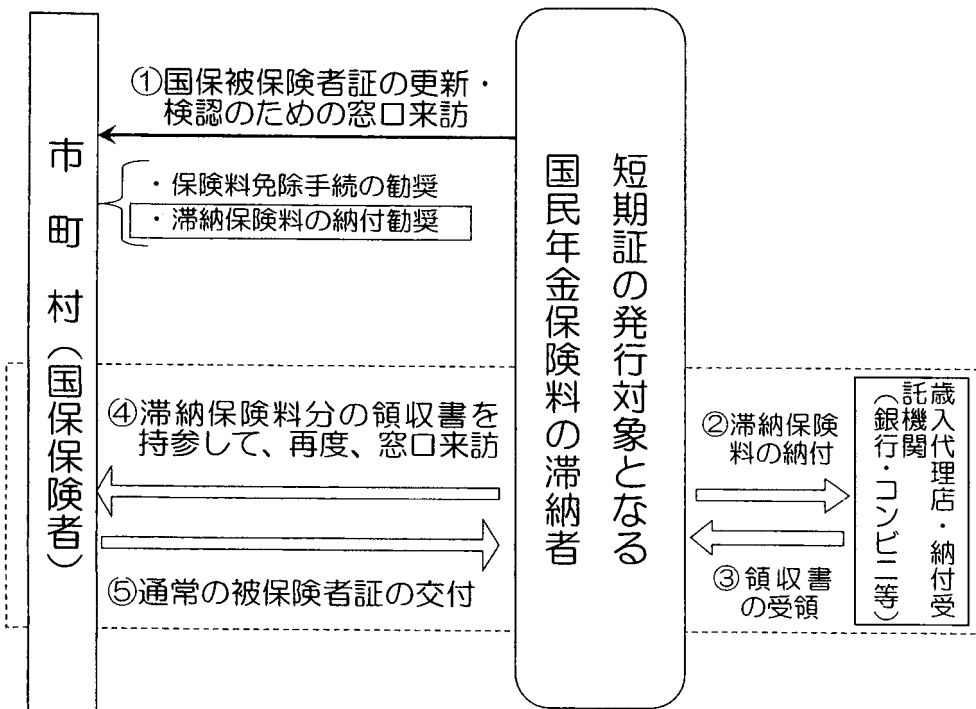 市町村（国保保険者）
①国保被保険者証の更新・
検認のための窓口来訪
・保険料免除手続の勧奨
・滞納保険料の納付勧奨
短期証の発行対象となる
国民年金保険料の滞納者
④滞納保険料分の領収書を
持参して、再度、窓口来訪
⑤通常の被保険者証の交付
②滞納保険
料の納付
③領収書
の受領
歳入代理店・納付受
託機関
（銀行・コンビニ等）